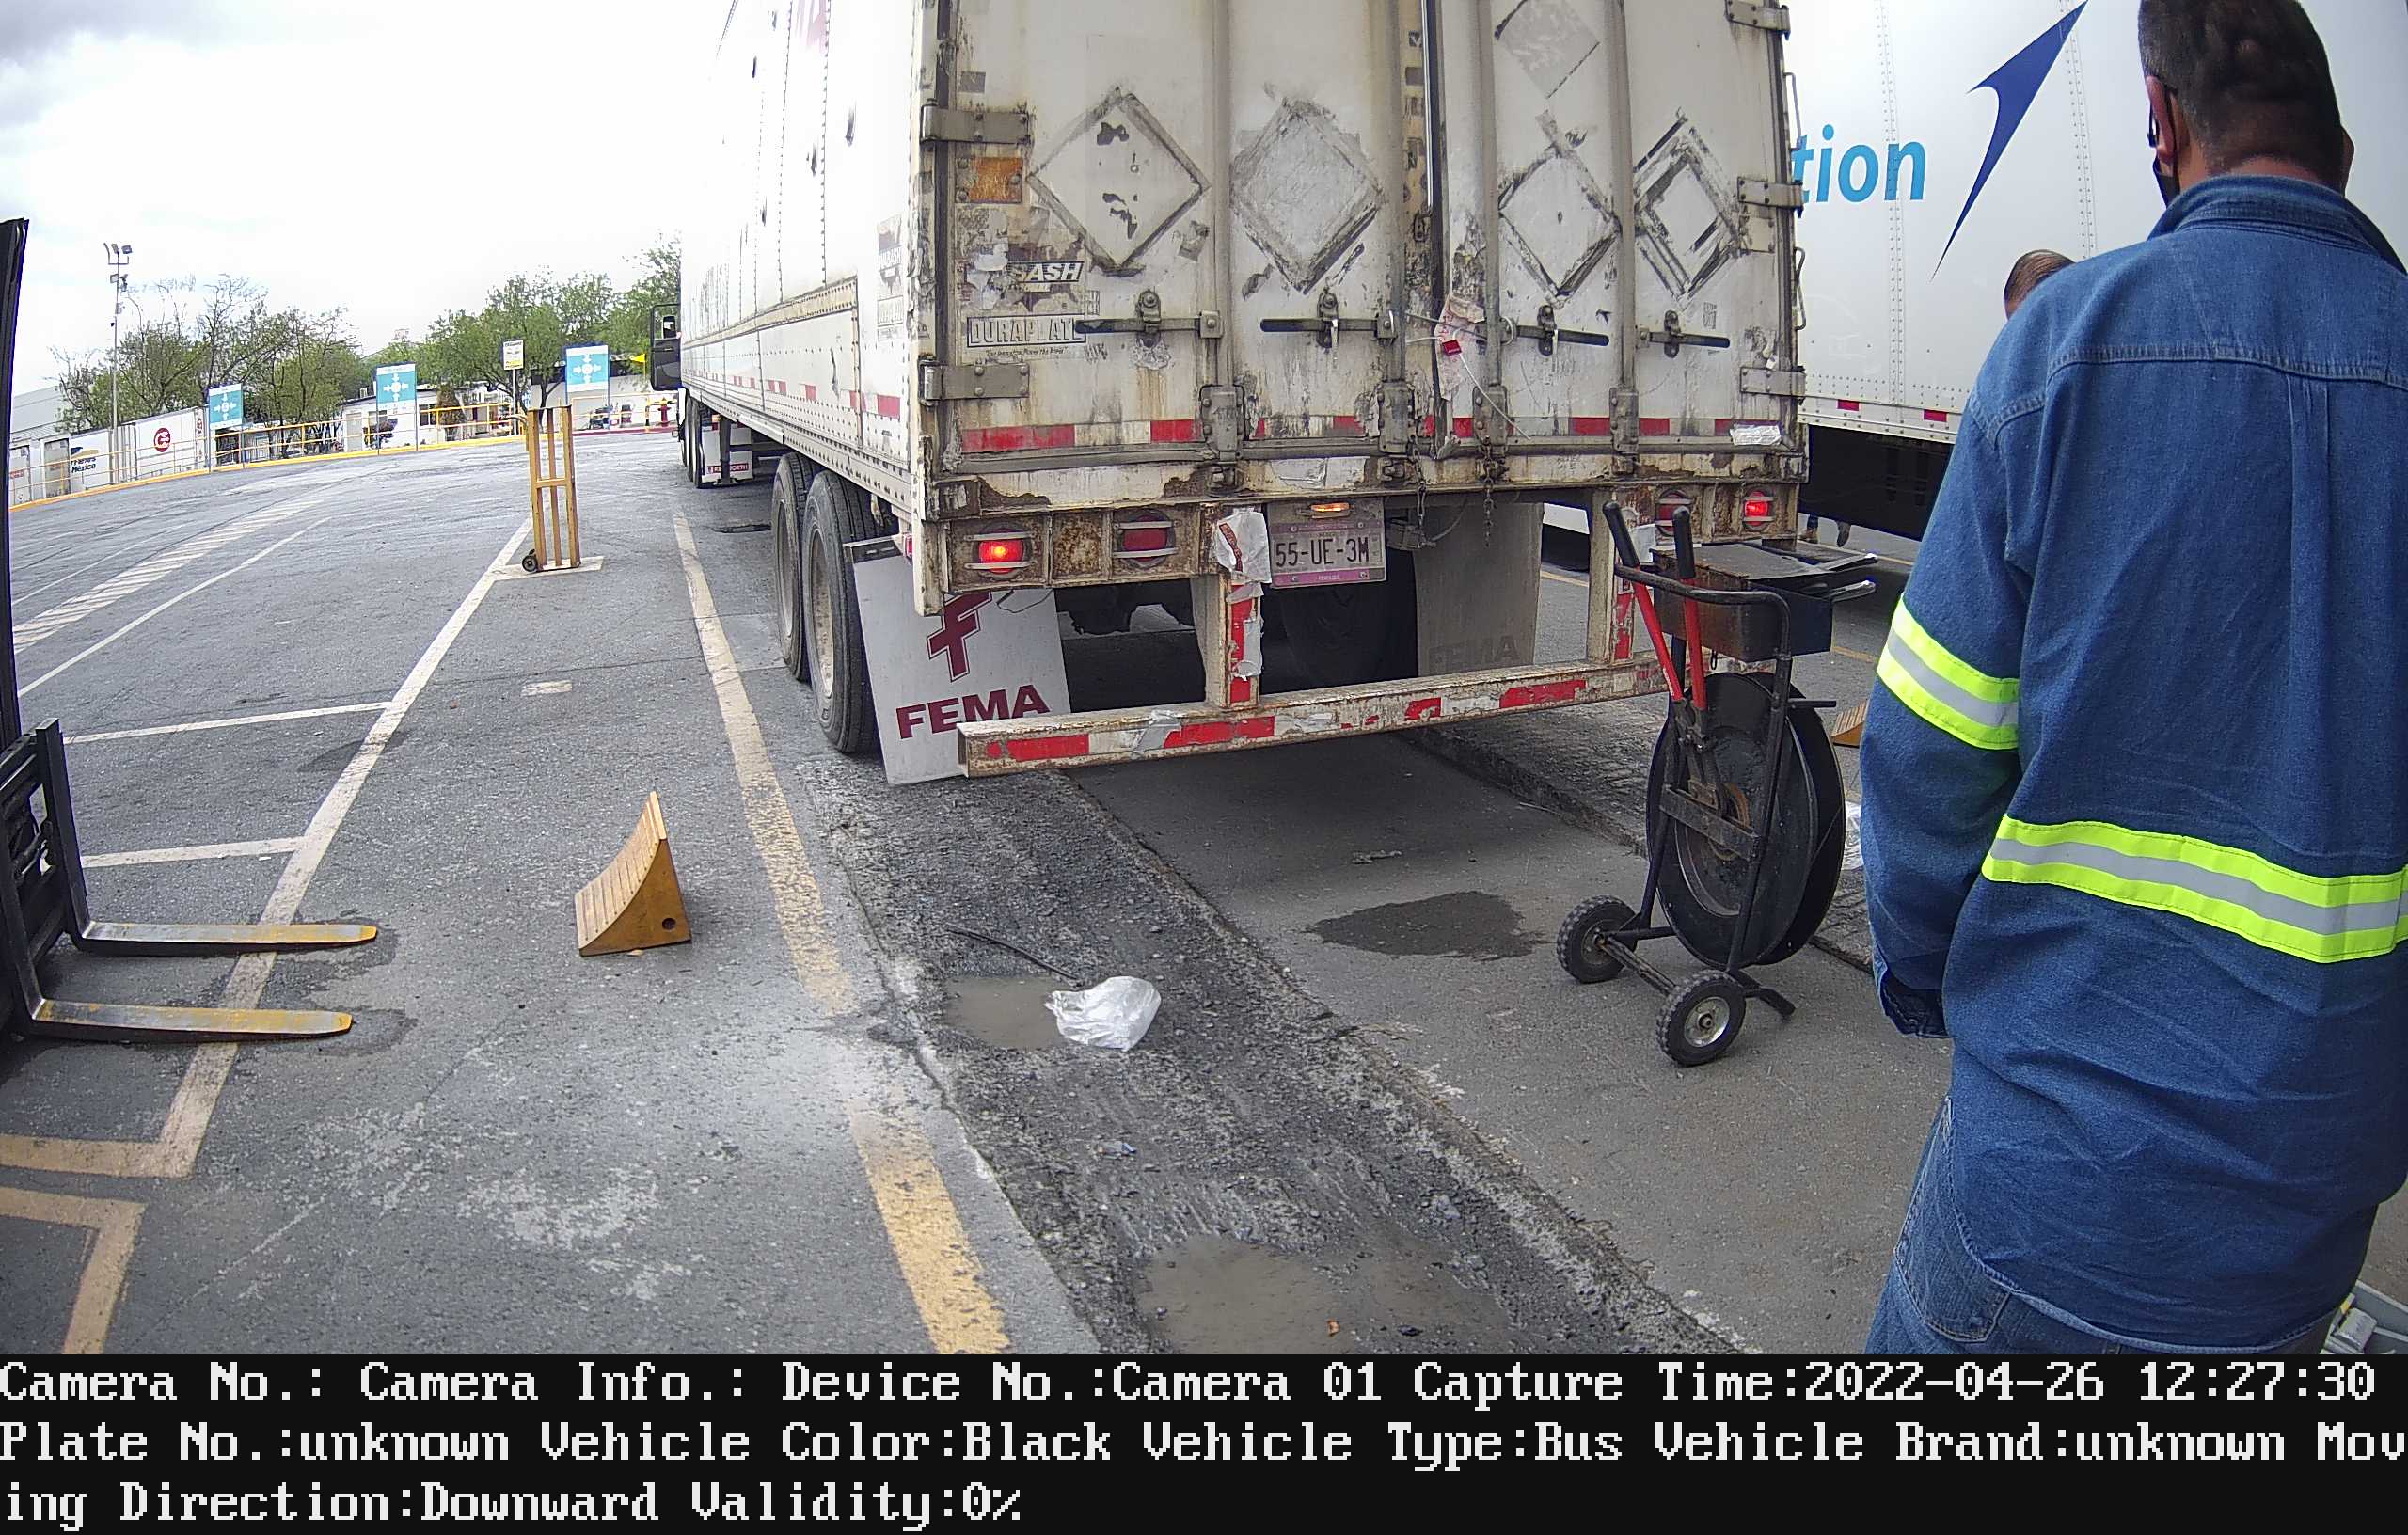 tion
ASH
DURAPLATE
55-UE-3M
FEMA
FEMA
Camera No.: Camera Info.: Device No.:Camera 01 Capture Time:2022-04-26 12:27:30
Plate No.:unknown Vehicle Color:Black Vehicle Type:Bus Vehicle Brand:unknown Mov
ing Direction:Downward Validity:0%